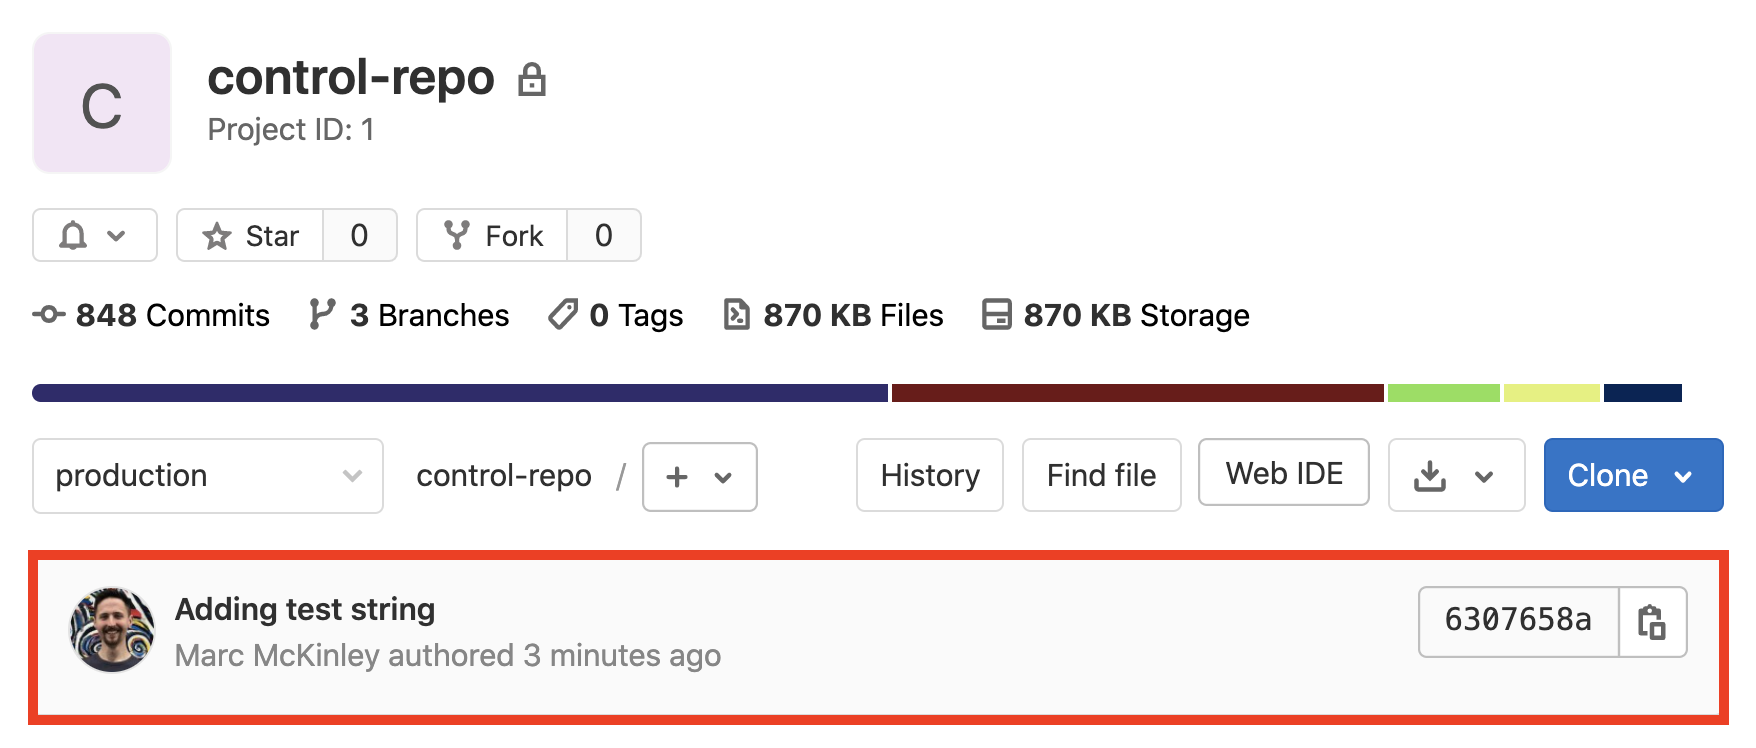 C
control-repo
Project ID: 1
Star 0 Fork 0
848 Commits 3 Branches 0 Tags 870 KB Files 870 KB Storage
production control-repo / + History Find file Web IDE Clone
Adding test string
6307658a
Marc McKinley authored 3 minutes ago